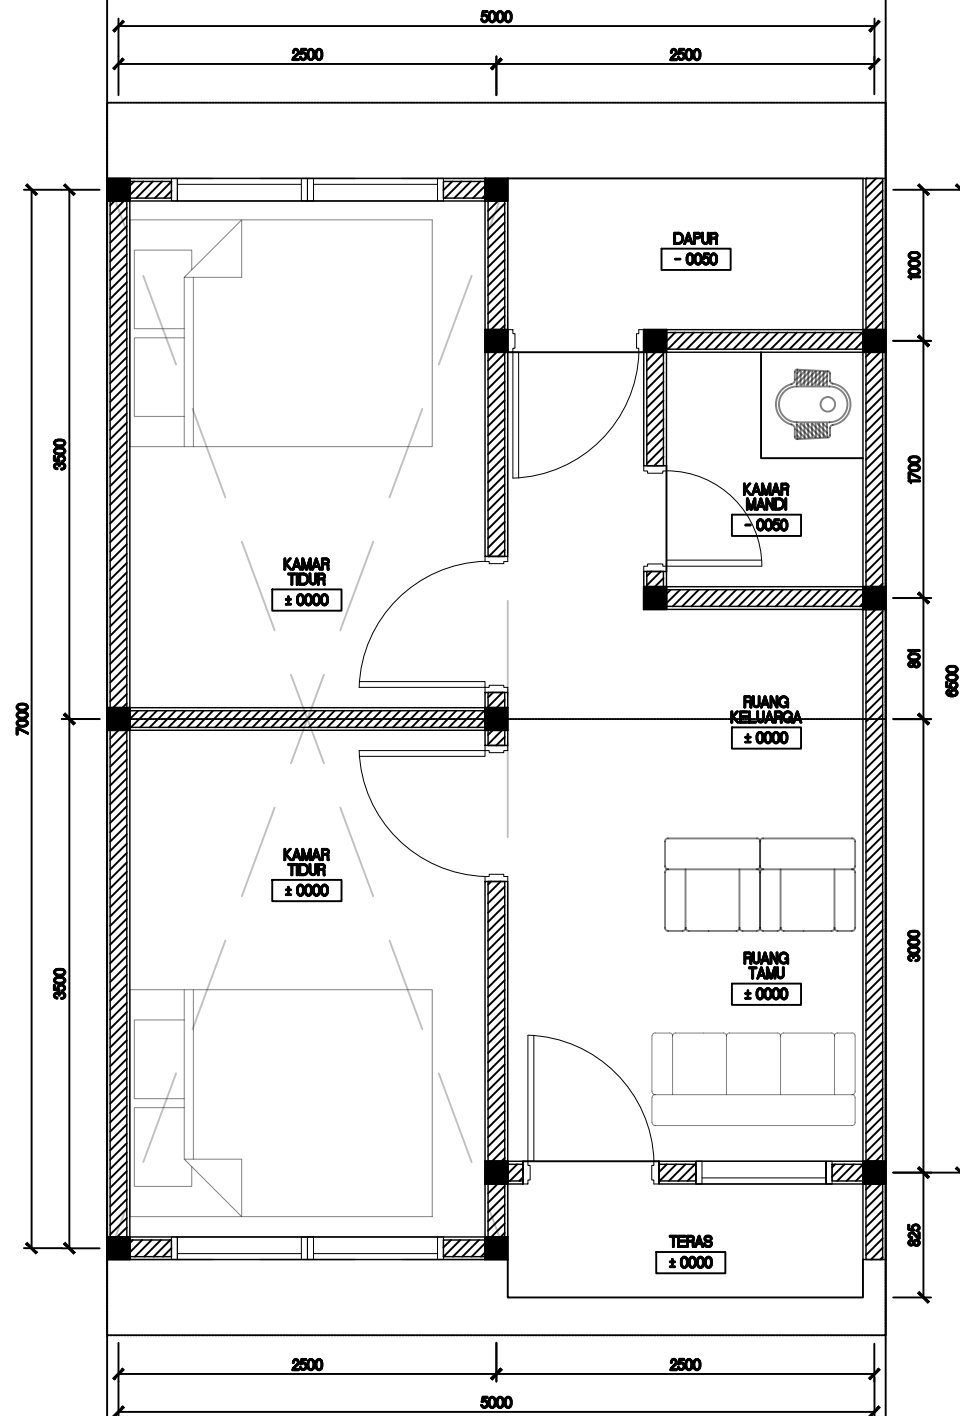 5000
2500
2500
DAPUR
- 0050
1000
3500
1700
KAMAR
MANDI
- 0050
KAMAR
TIDUR
± 0000
801
6500
7000
RUANG
KELUARGA
± 0000
KAMAR
TIDUR
± 0000
3500
3000
RUANG
TAMU
± 0000
825
TERAS
± 0000
2500
2500
5000